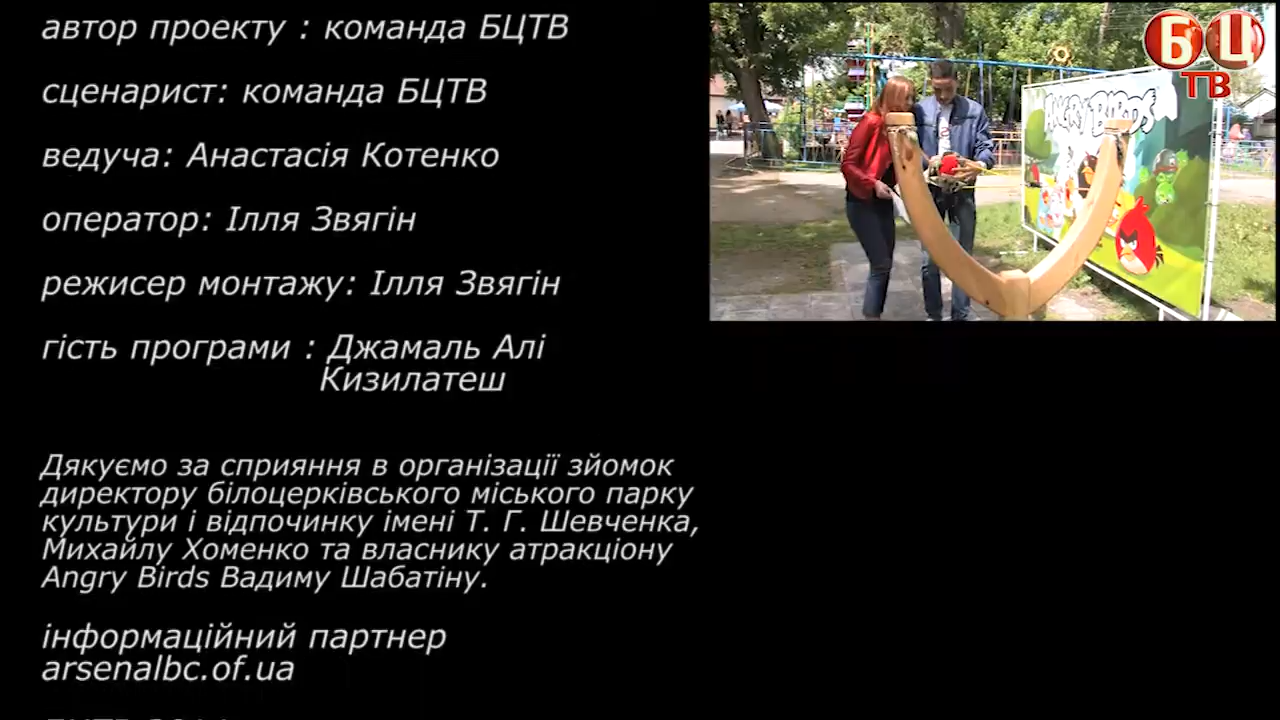 автор проекту : команда БЦТВ
сценарист: команда БЦТВ
ведуча: Анастасія Котенко
оператор: Ілля Звягін
режисер монтажу: Ілля Звягін
гість програми : Джамаль Алі
Кизилатеш
Дякуємо за сприяння в організації зйомок
директору білоцерківського міського парку
культури і відпочинку імені Т. Г. Шевченка,
Михайлу Хоменко та власнику атракціону
Angry Birds Вадиму Шабатіну.
інформаційний партнер
arsenalbc.of.ua
БЦ
ТВ
ANGRY BIRDS